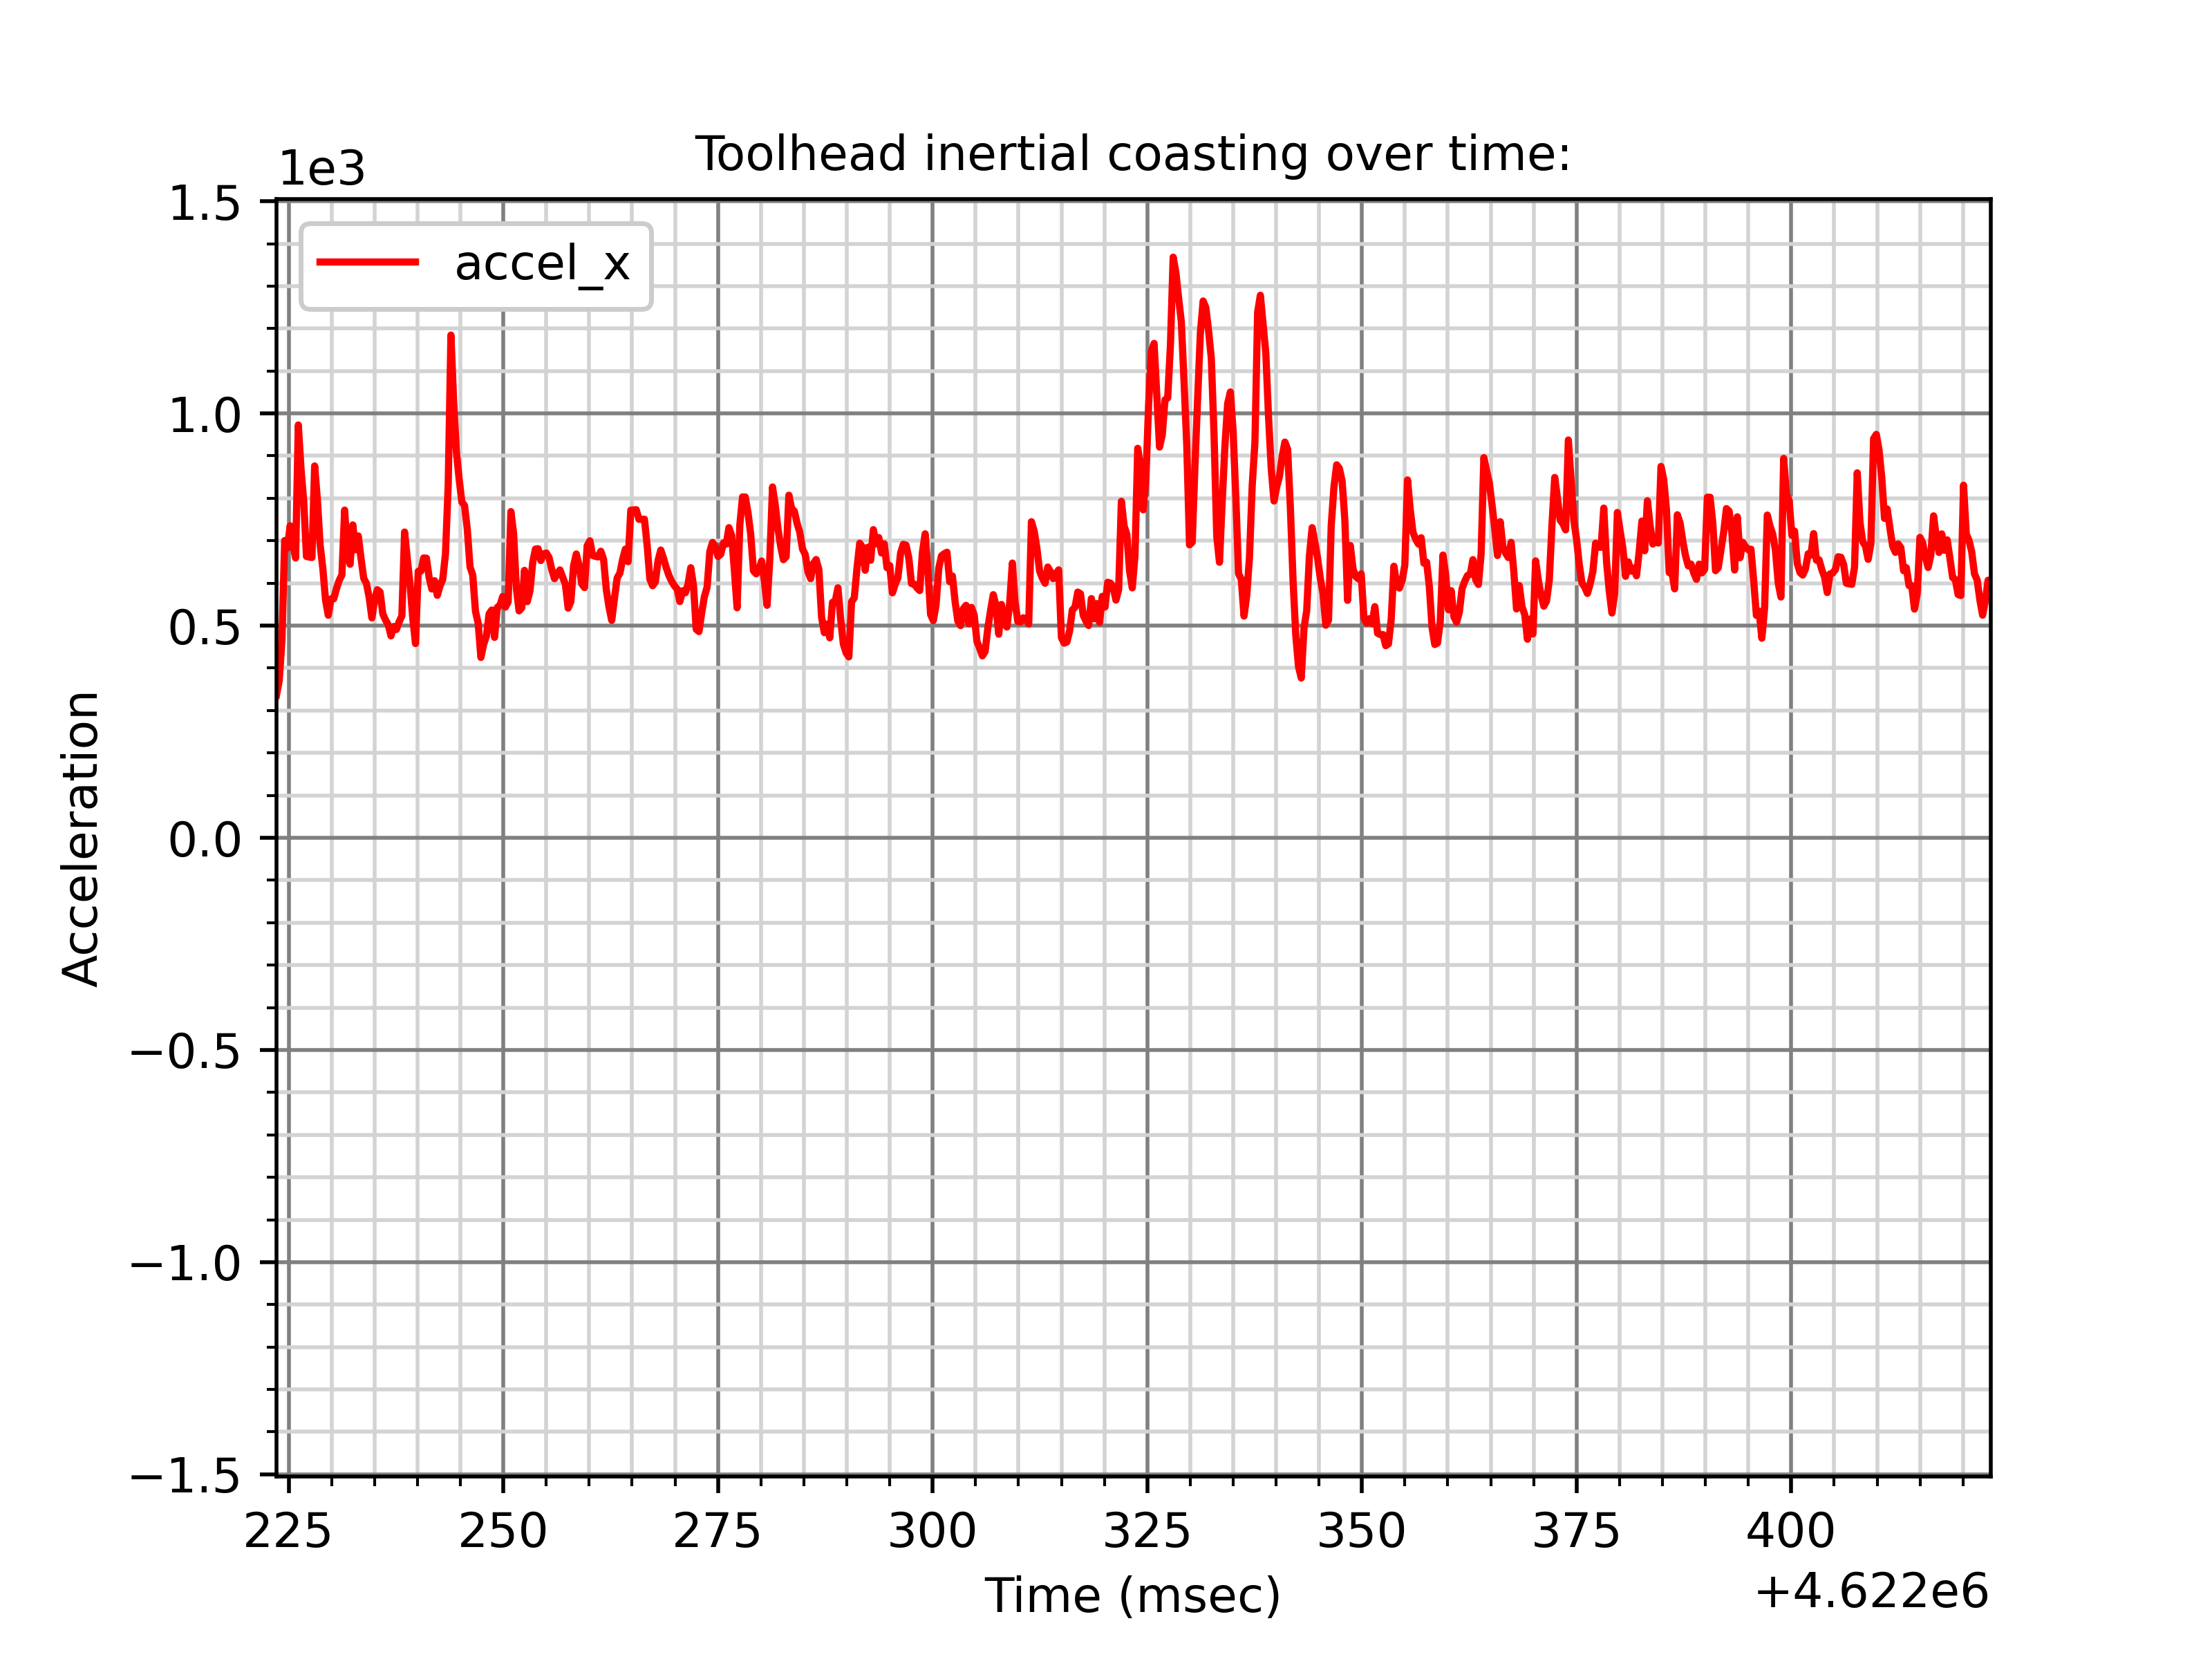 Toolhead inertial coasting over time:
1e3
1.5
accel_x
1.0
0.5
0.0
−0.5
−1.0
−1.5
Acceleration
225 250 275 300 325 350 375 400
Time (msec)
+4.622e6